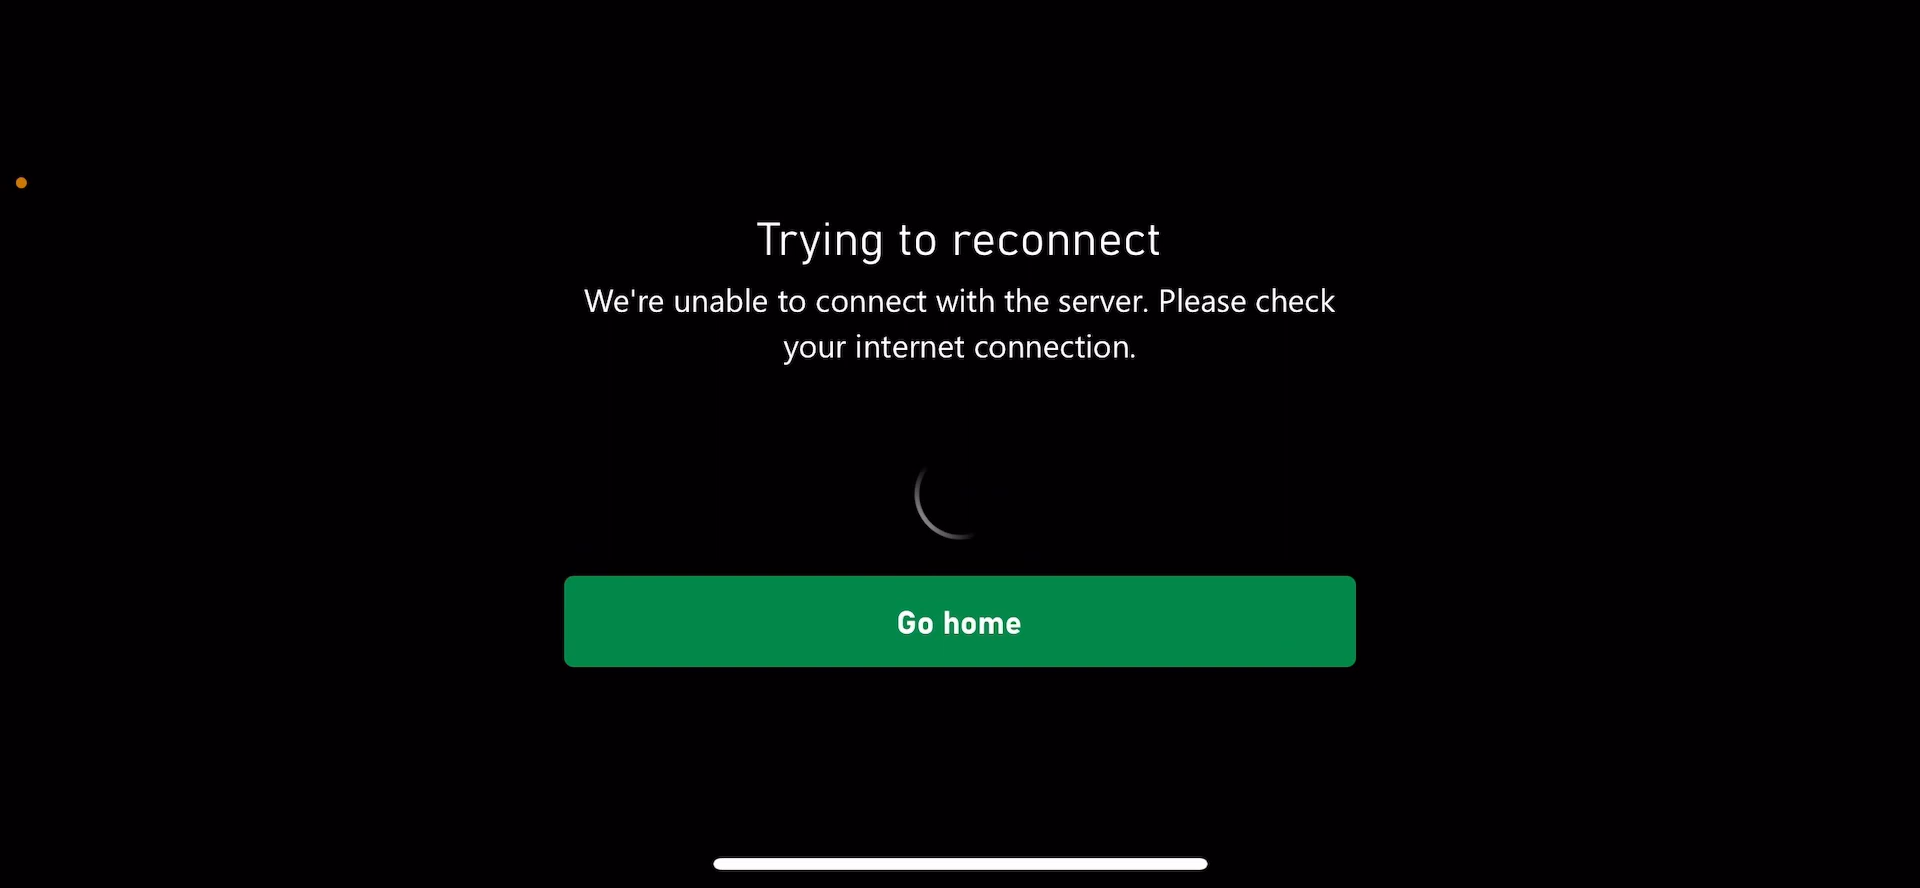 Trying to reconnect
We're unable to connect with the server. Please check
your internet connection.
Go home